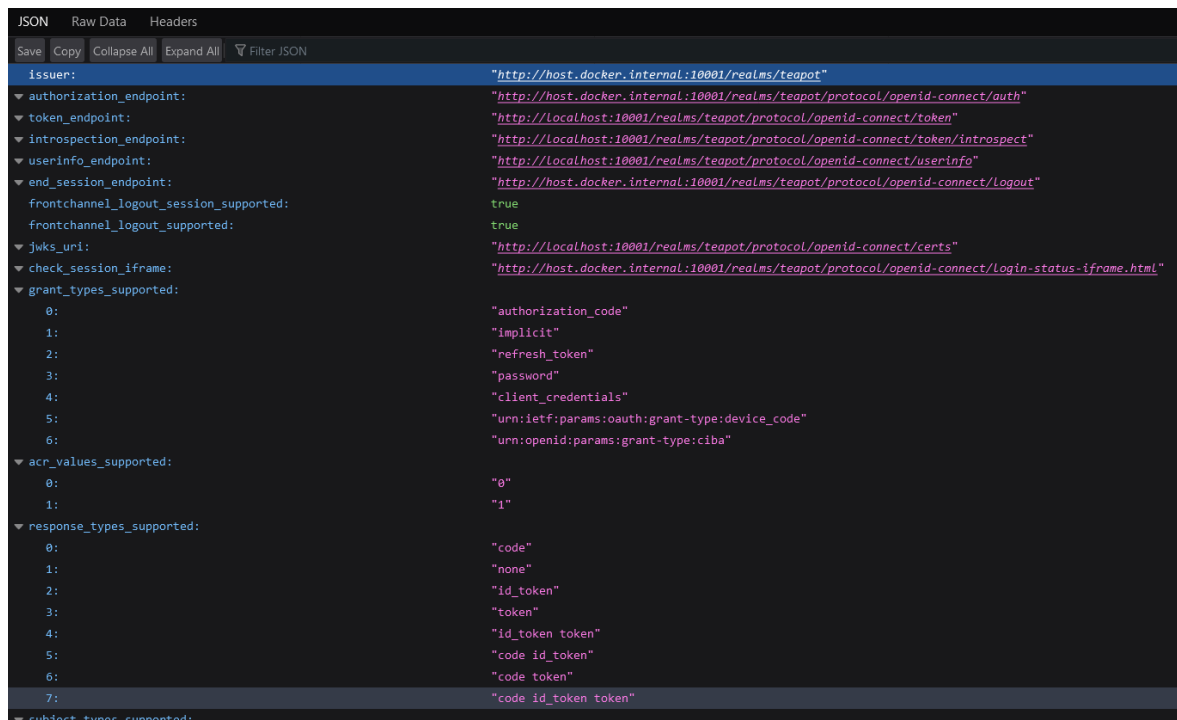 JSON Raw Data Headers
Save Copy Collapse All Expand All Filter JSON
issuer: "http://host.docker.internal:10001/realms/teapot"
authorization_endpoint: "http://host.docker.internal:10001/realms/teapot/protocol/openid-connect/auth"
token_endpoint: "http://localhost:10001/realms/teapot/protocol/openid-connect/token"
introspection_endpoint: "http://localhost:10001/realms/teapot/protocol/openid-connect/token/introspect"
userinfo_endpoint: "http://localhost:10001/realms/teapot/protocol/openid-connect/userinfo"
end_session_endpoint: "http://host.docker.internal:10001/realms/teapot/protocol/openid-connect/logout"
frontchannel_logout_session_supported: true
frontchannel_logout_supported: true
jwks_uri: "http://localhost:10001/realms/teapot/protocol/openid-connect/certs"
check_session_iframe: "http://host.docker.internal:10001/realms/teapot/protocol/openid-connect/login-status-iframe.html"
grant_types_supported:
0: "authorization_code"
1: "implicit"
2: "refresh_token"
3: "password"
4: "client_credentials"
5: "urn:ietf:params:oauth:grant-type:device_code"
6: "urn:openid:params:grant-type:ciba"
acr_values_supported:
0: "0"
1: "1"
response_types_supported:
0: "code"
1: "none"
2: "id_token"
3: "token"
4: "id_token token"
5: "code id_token"
6: "code token"
7: "code id_token token"
subject_types_supported: